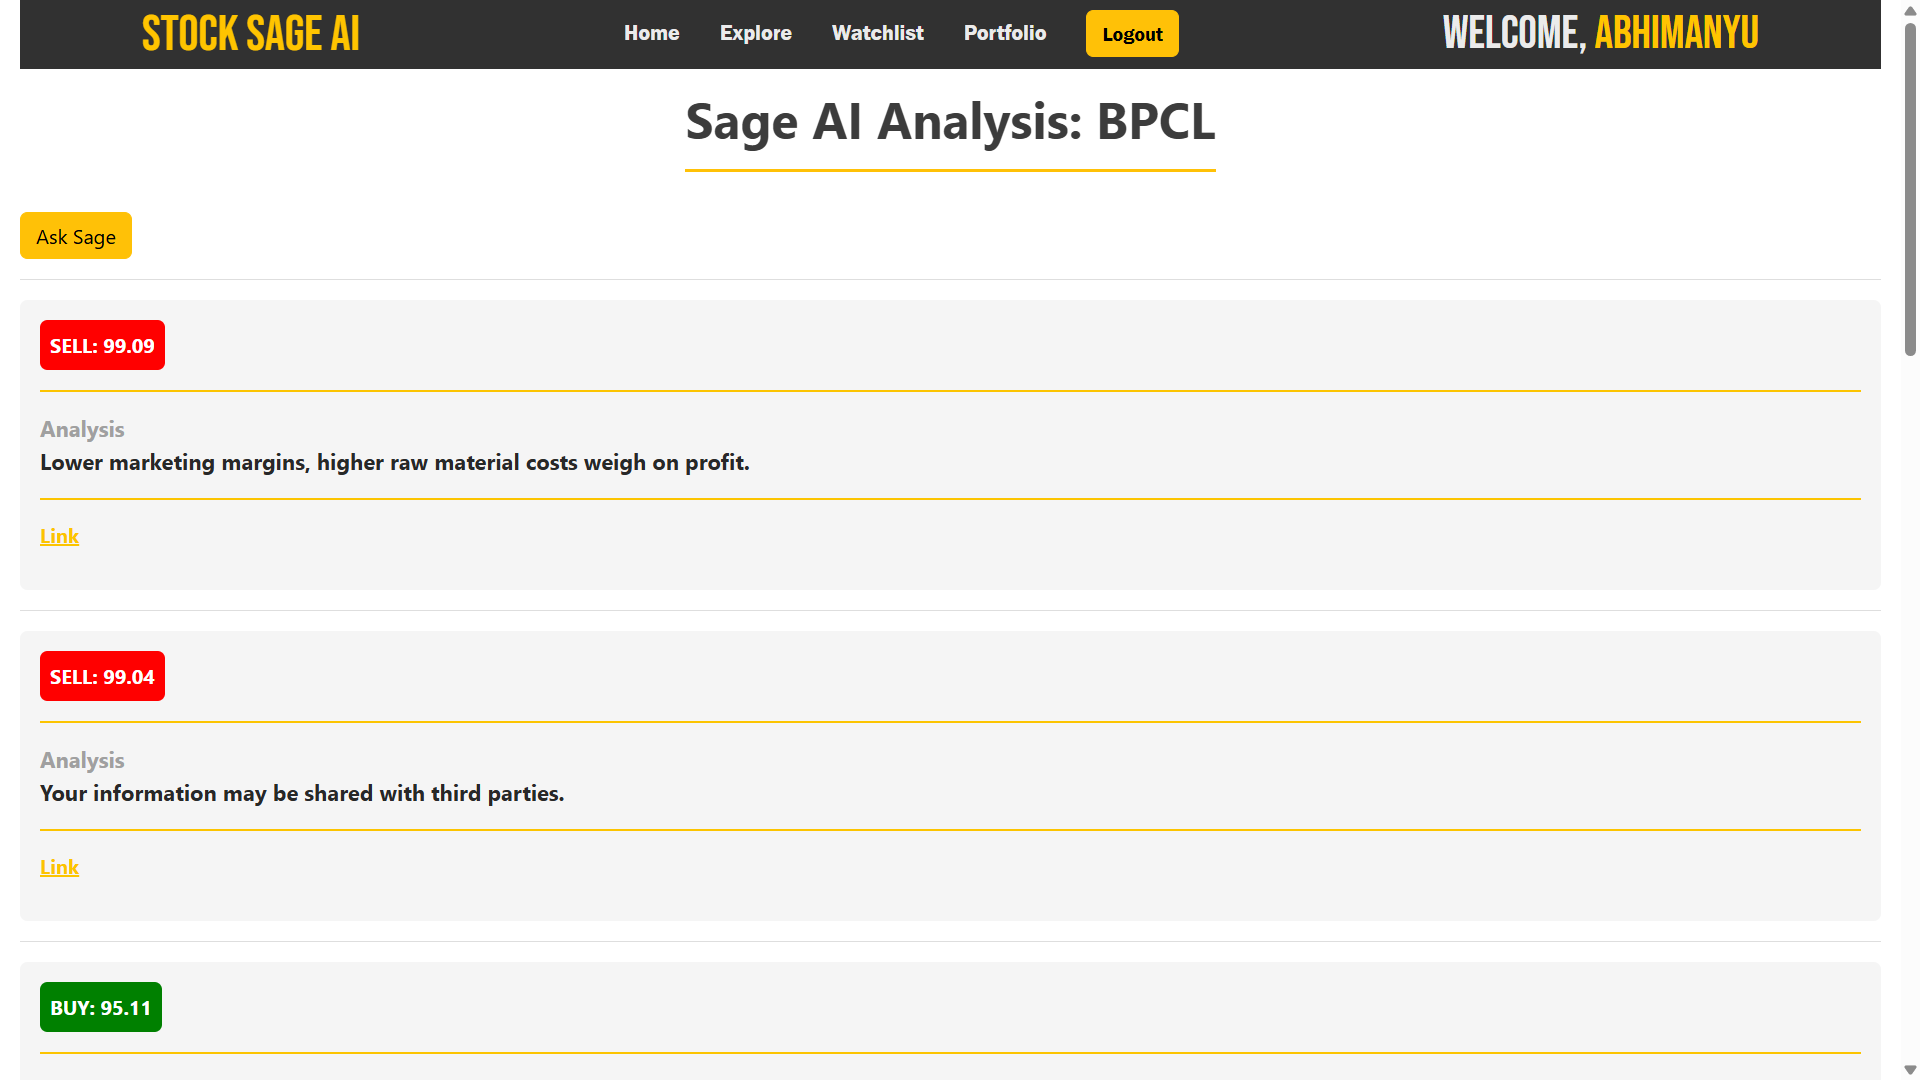 STOCK SAGE AI
Home Explore Watchlist Portfolio Logout
WELCOME, ABHIMANYU
Sage AI Analysis: BPCL
Ask Sage
SELL: 99.09
Analysis
Lower marketing margins, higher raw material costs weigh on profit.
Link
SELL: 99.04
Analysis
Your information may be shared with third parties.
Link
BUY: 95.11